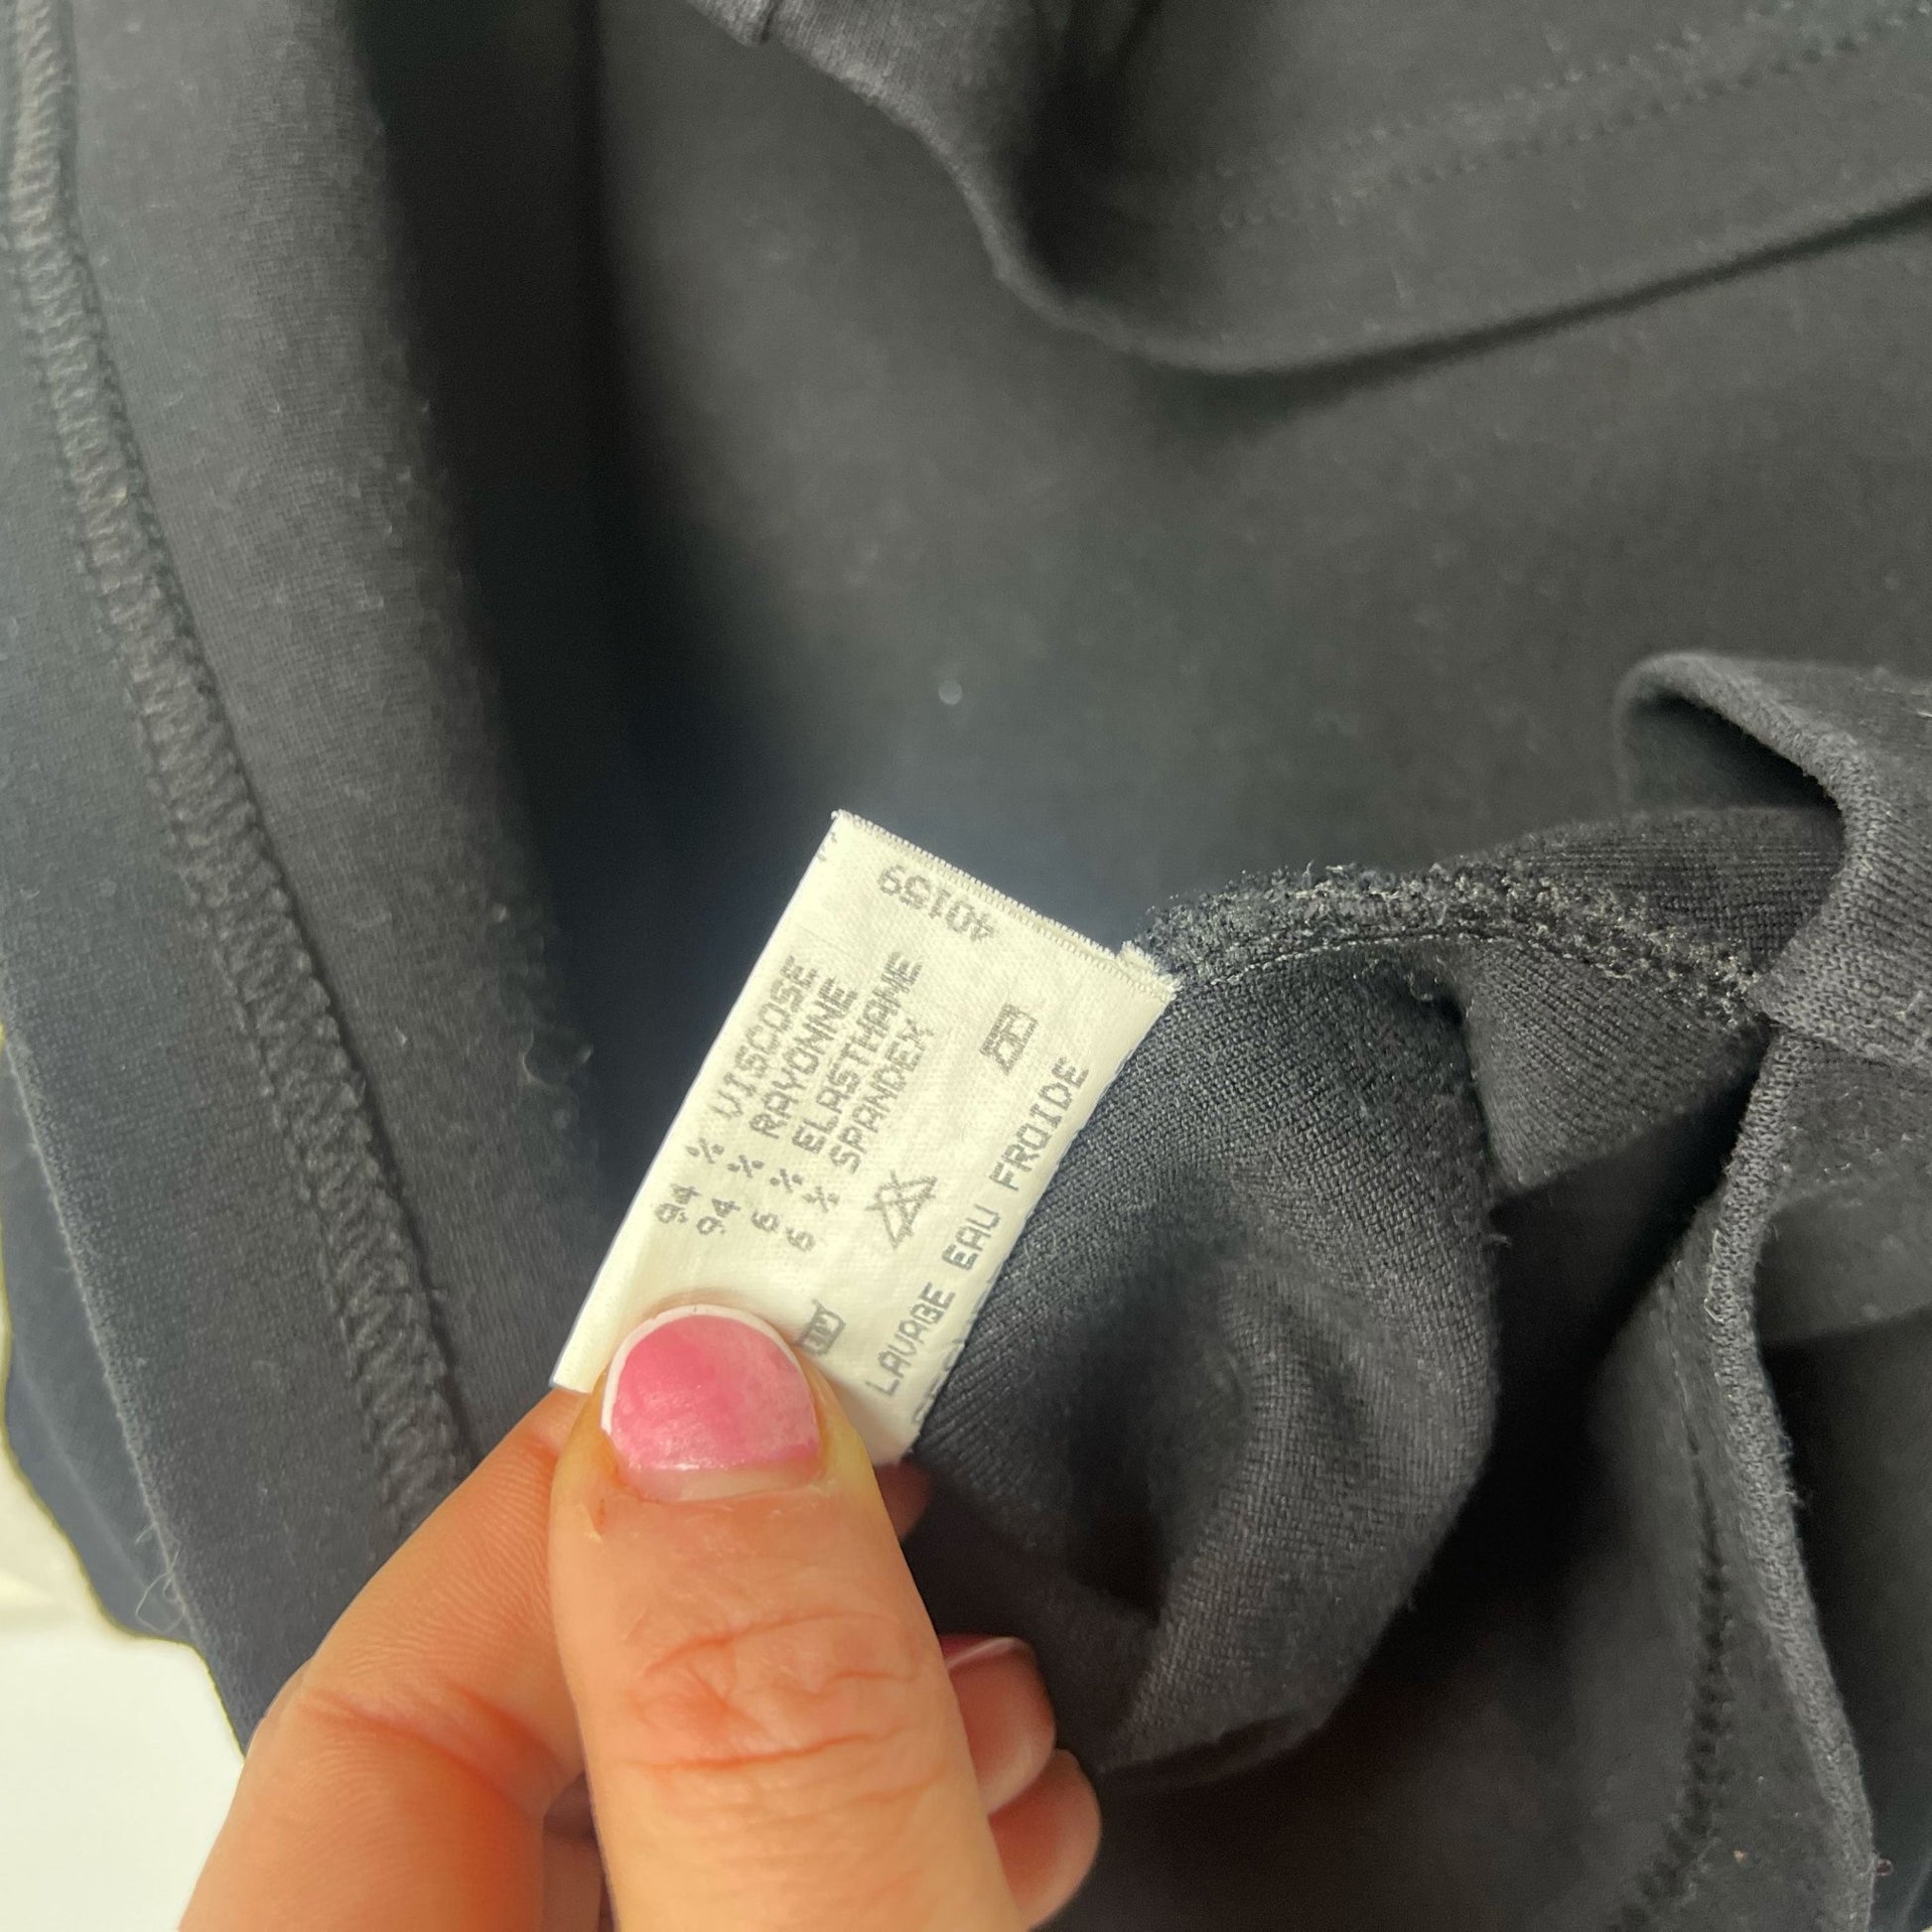 40159
94 % VISCOSE
94 % RAYONNE
6 % ELASTHANE
6 % SPANDEX
LAVAGE EAU FROIDE